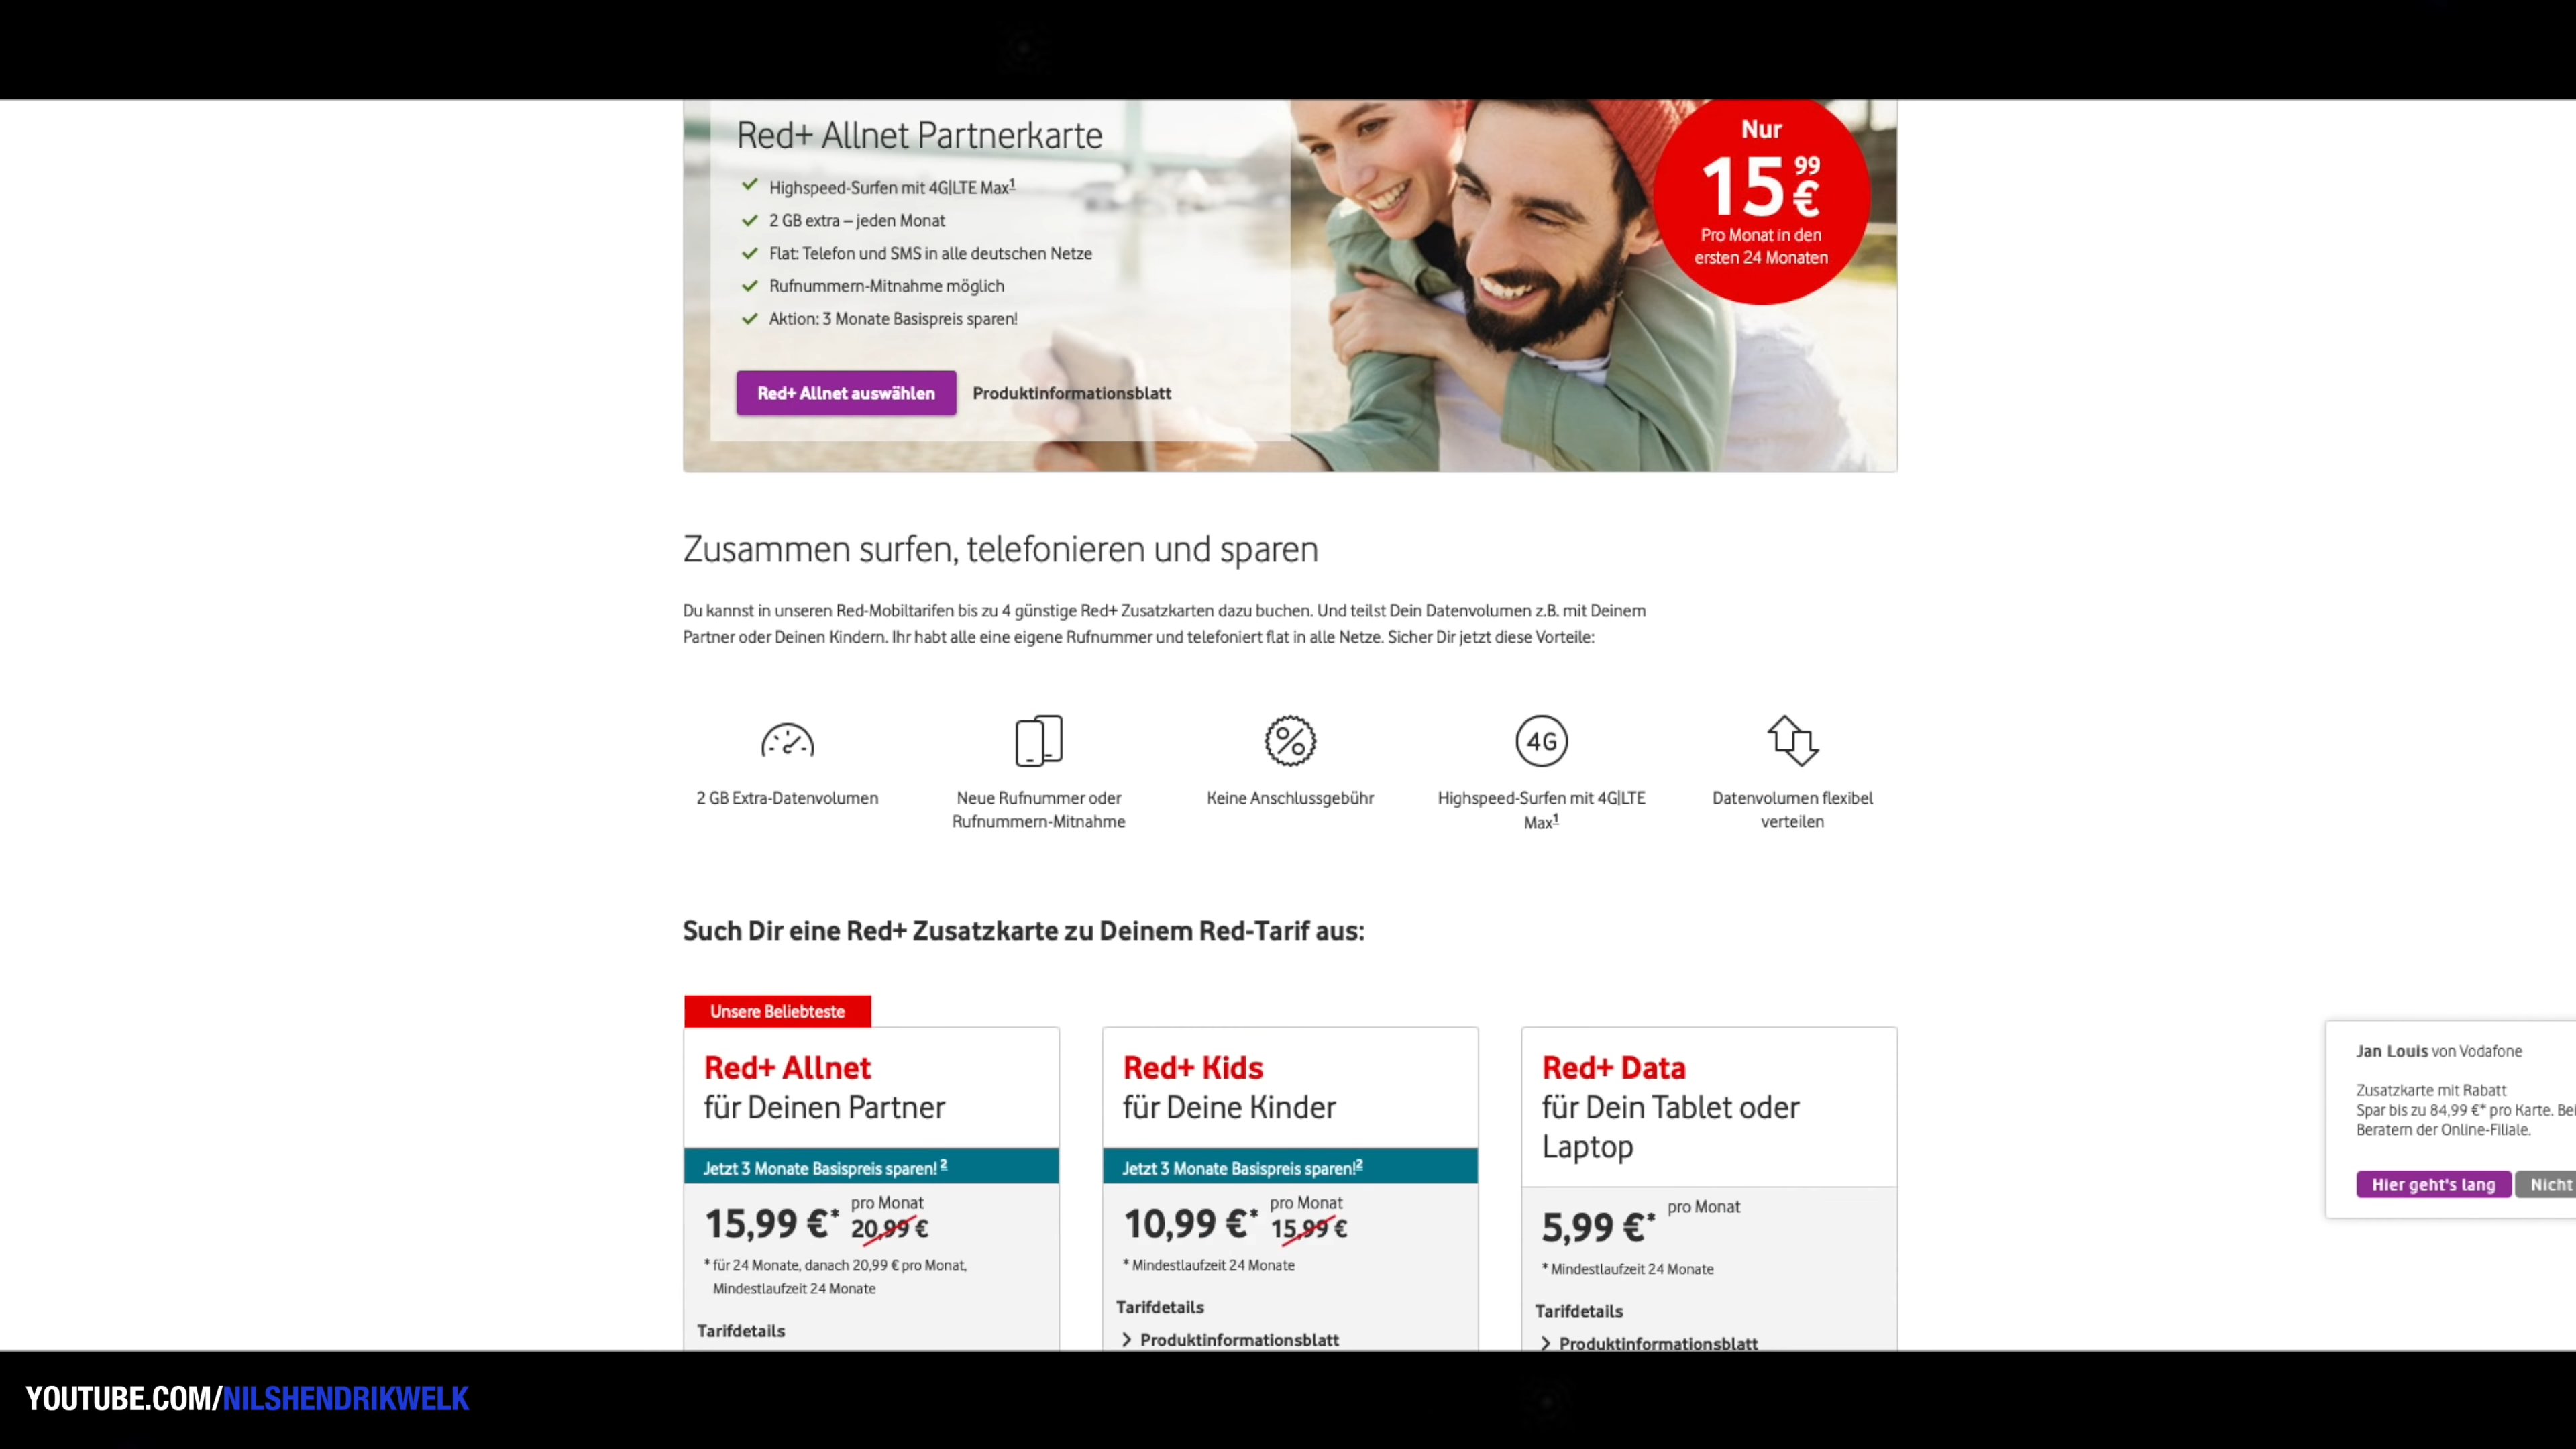 Red+ Allnet Partnerkarte
Highspeed-Surfen mit 4G|LTE Max1
2 GB extra – jeden Monat
Flat: Telefon und SMS in alle deutschen Netze
Rufnummern-Mitnahme möglich
Aktion: 3 Monate Basispreis sparen!
Red+ Allnet auswählen
Produktinformationsblatt
Nur
15 99 €
Pro Monat in den
ersten 24 Monaten
Zusammen surfen, telefonieren und sparen
Du kannst in unseren Red-Mobiltarifen bis zu 4 günstige Red+ Zusatzkarten dazu buchen. Und teilst Dein Datenvolumen z.B. mit Deinem
Partner oder Deinen Kindern. Ihr habt alle eine eigene Rufnummer und telefoniert flat in alle Netze. Sicher Dir jetzt diese Vorteile:
2 GB Extra-Datenvolumen
Neue Rufnummer oder
Rufnummern-Mitnahme
Keine Anschlussgebühr
4G
Highspeed-Surfen mit 4G|LTE
Max1
Datenvolumen flexibel
verteilen
Such Dir eine Red+ Zusatzkarte zu Deinem Red-Tarif aus:
Unsere Beliebteste
Red+ Allnet
für Deinen Partner
Jetzt 3 Monate Basispreis sparen! 2
15,99 €* pro Monat
20,99 €
* für 24 Monate, danach 20,99 € pro Monat,
Mindestlaufzeit 24 Monate
Tarifdetails
Red+ Kids
für Deine Kinder
Jetzt 3 Monate Basispreis sparen!2
10,99 €* pro Monat
15,99 €
* Mindestlaufzeit 24 Monate
Tarifdetails
Produktinformationsblatt
Red+ Data
für Dein Tablet oder
Laptop
5,99 €* pro Monat
* Mindestlaufzeit 24 Monate
Tarifdetails
Produktinformationsblatt
Jan Louis von Vodafone
Zusatzkarte mit Rabatt
Spar bis zu 84,99 €* pro Karte.
Beratern der Online-Filiale.
Hier geht's lang
Nicht
YOUTUBE.COM/NILSHENDRIKWELK